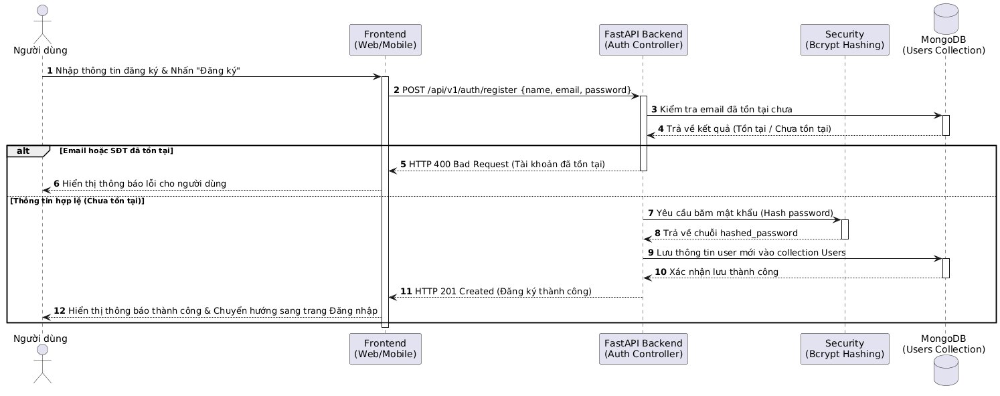 Người dùng
Frontend
(Web/Mobile)
FastAPI Backend
(Auth Controller)
Security
(Bcrypt Hashing)
MongoDB
(Users Collection)
1 Nhập thông tin đăng ký & Nhấn "Đăng ký"
2 POST /api/v1/auth/register {name, email, password}
3 Kiểm tra email đã tồn tại chưa
4 Trả về kết quả (Tồn tại / Chưa tồn tại)
alt [Email hoặc SĐT đã tồn tại]
5 HTTP 400 Bad Request (Tài khoản đã tồn tại)
6 Hiển thị thông báo lỗi cho người dùng
[Thông tin hợp lệ (Chưa tồn tại)]
7 Yêu cầu băm mật khẩu (Hash password)
8 Trả về chuỗi hashed_password
9 Lưu thông tin user mới vào collection Users
10 Xác nhận lưu thành công
11 HTTP 201 Created (Đăng ký thành công)
12 Hiển thị thông báo thành công & Chuyển hướng sang trang Đăng nhập
Người dùng
Frontend
(Web/Mobile)
FastAPI Backend
(Auth Controller)
Security
(Bcrypt Hashing)
MongoDB
(Users Collection)